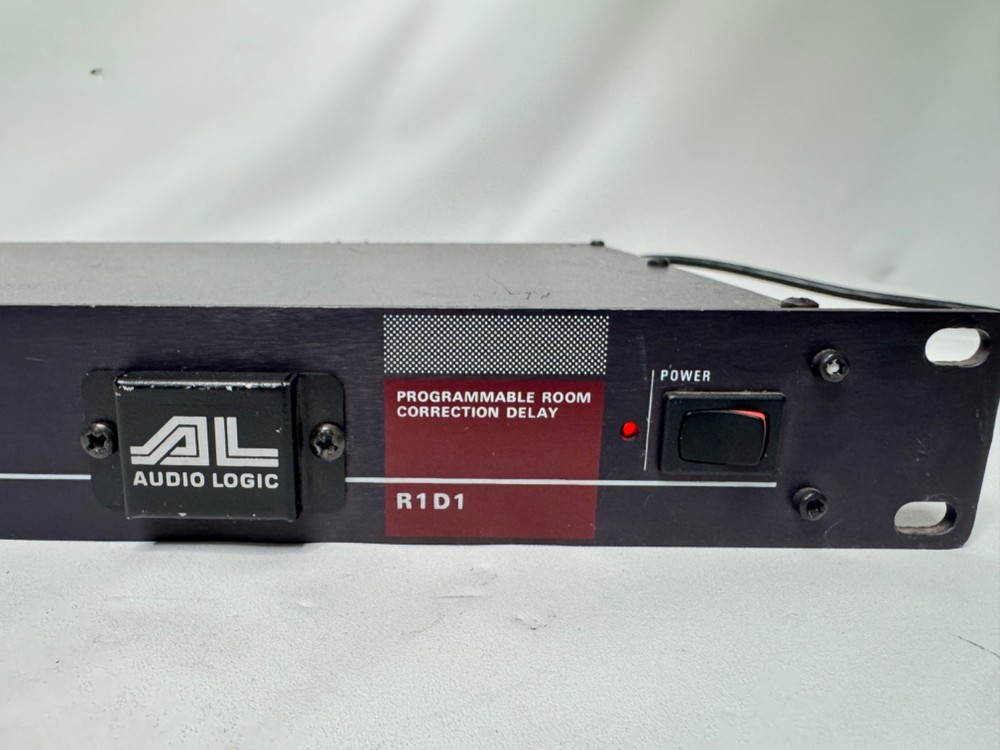 AL
AUDIO LOGIC
PROGRAMMABLE ROOM
CORRECTION DELAY
R1D1
POWER